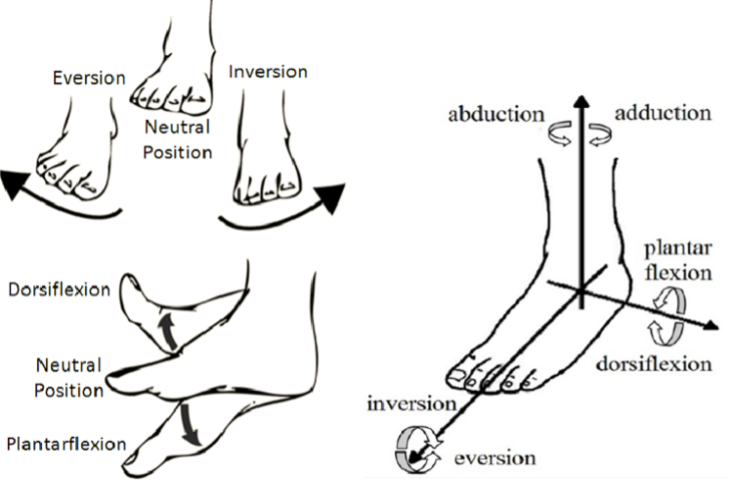 Eversion
Inversion
Neutral
Position
Dorsiflexion
Neutral
Position
Plantarflexion
abduction
adduction
plantar
flexion
dorsiflexion
inversion
eversion